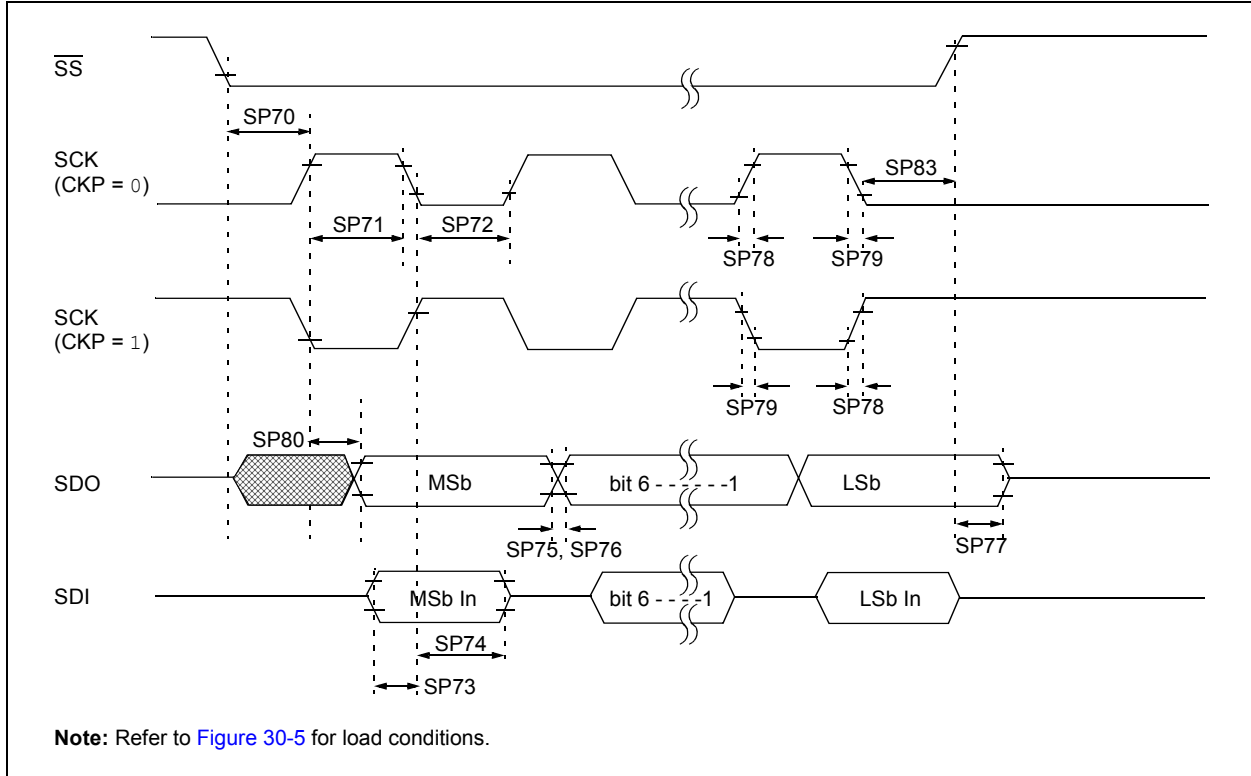 SS
SP70
SCK
(CKP = 0)
SP83
SP71
SP72
SP78
SP79
SCK
(CKP = 1)
SP79
SP78
SP80
SDO
MSb
bit 6 - - - - - - -1
LSb
SP75, SP76
SP77
SDI
MSb In
bit 6 - - - - -1
LSb In
SP74
SP73
Note: Refer to Figure 30-5 for load conditions.